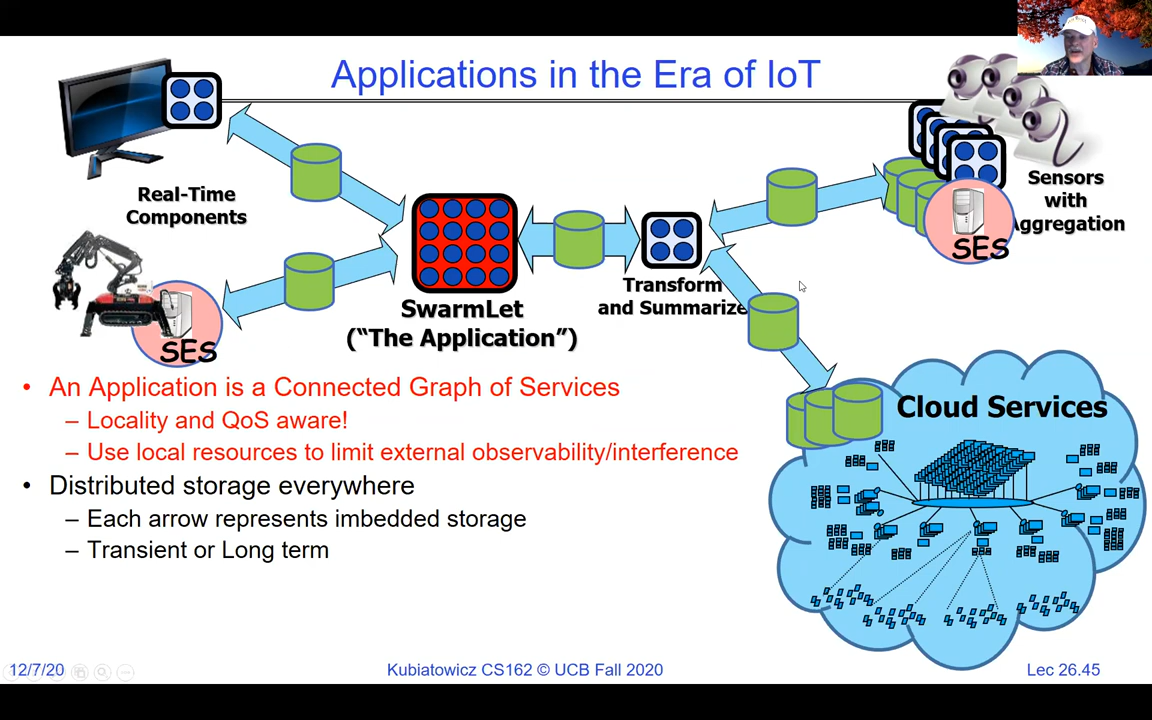 Applications in the Era of IoT
Real-Time
Components
SES
SwarmLet
("The Application")
Transform
and Summarize
Sensors
with
Aggregation
SES
Cloud Services
• An Application is a Connected Graph of Services
– Locality and QoS aware!
– Use local resources to limit external observability/interference
• Distributed storage everywhere
– Each arrow represents imbedded storage
– Transient or Long term
12/7/20
Kubiatowicz CS162 © UCB Fall 2020
Lec 26.45